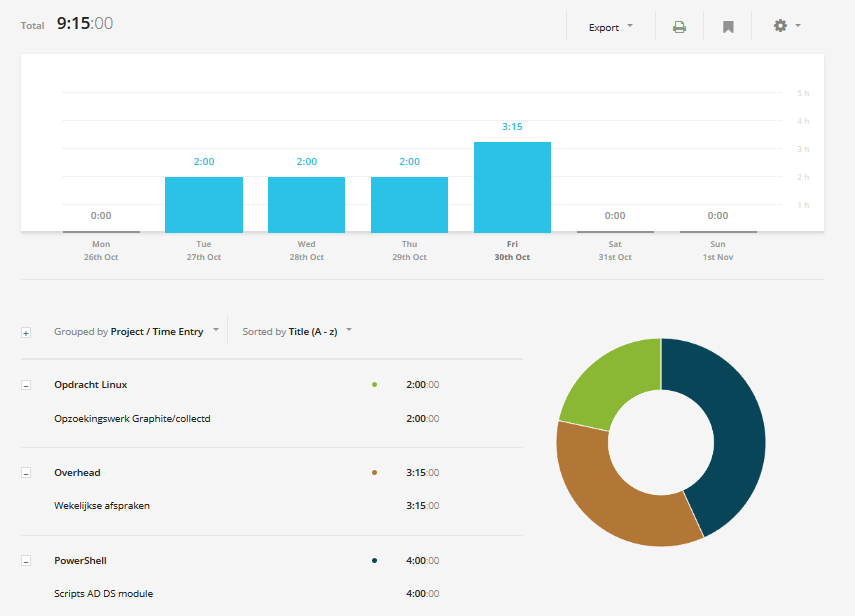 Total 9:15:00
Export
5 h
4 h
3:15
3 h
2:00 2:00 2:00
2 h
0:00 0:00 0:00
1 h
Mon Tue Wed Thu Fri Sat Sun
26th Oct 27th Oct 28th Oct 29th Oct 30th Oct 31st Oct 1st Nov
Grouped by Project / Time Entry Sorted by Title (A - z)
Opdracht Linux 2:00:00
Opzoekingswerk Graphite/collectd 2:00:00
Overhead 3:15:00
Wekelijkse afspraken 3:15:00
PowerShell 4:00:00
Scripts AD DS module 4:00:00